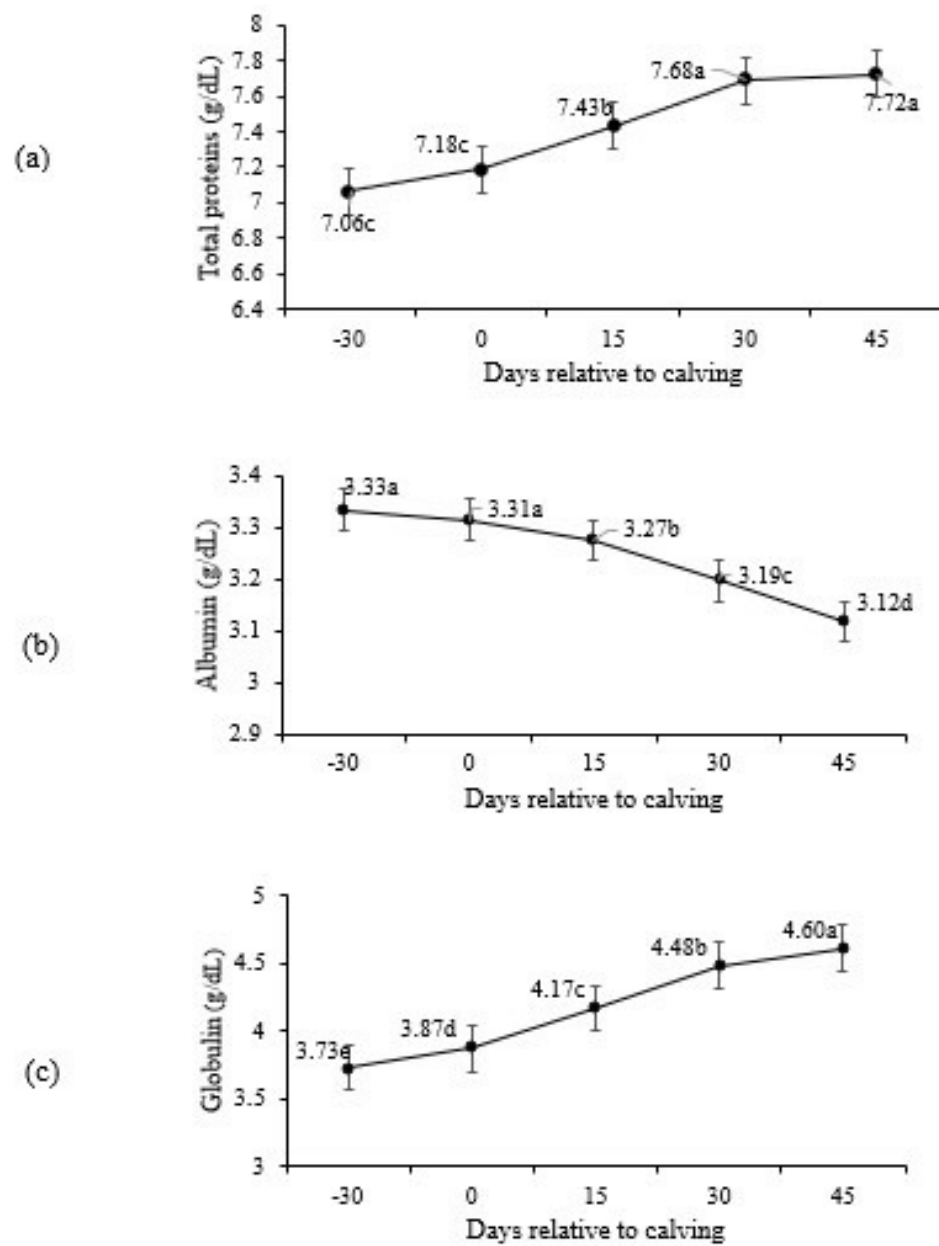 (a)
Total proteins (g/dL)
8
7.8
7.6
7.4
7.2
7
6.8
6.6
6.4
7.06c
7.18c
7.43b
7.68a
7.72a
-30 0 15 30 45
Days relative to calving
(b)
Albumin (g/dL)
3.4
3.3
3.2
3.1
3
2.9
3.33a
3.31a
3.27b
3.19c
3.12d
-30 0 15 30 45
Days relative to calving
(c)
Globulin (g/dL)
5
4.5
4
3.5
3
3.73e
3.87d
4.17c
4.48b
4.60a
-30 0 15 30 45
Days relative to calving